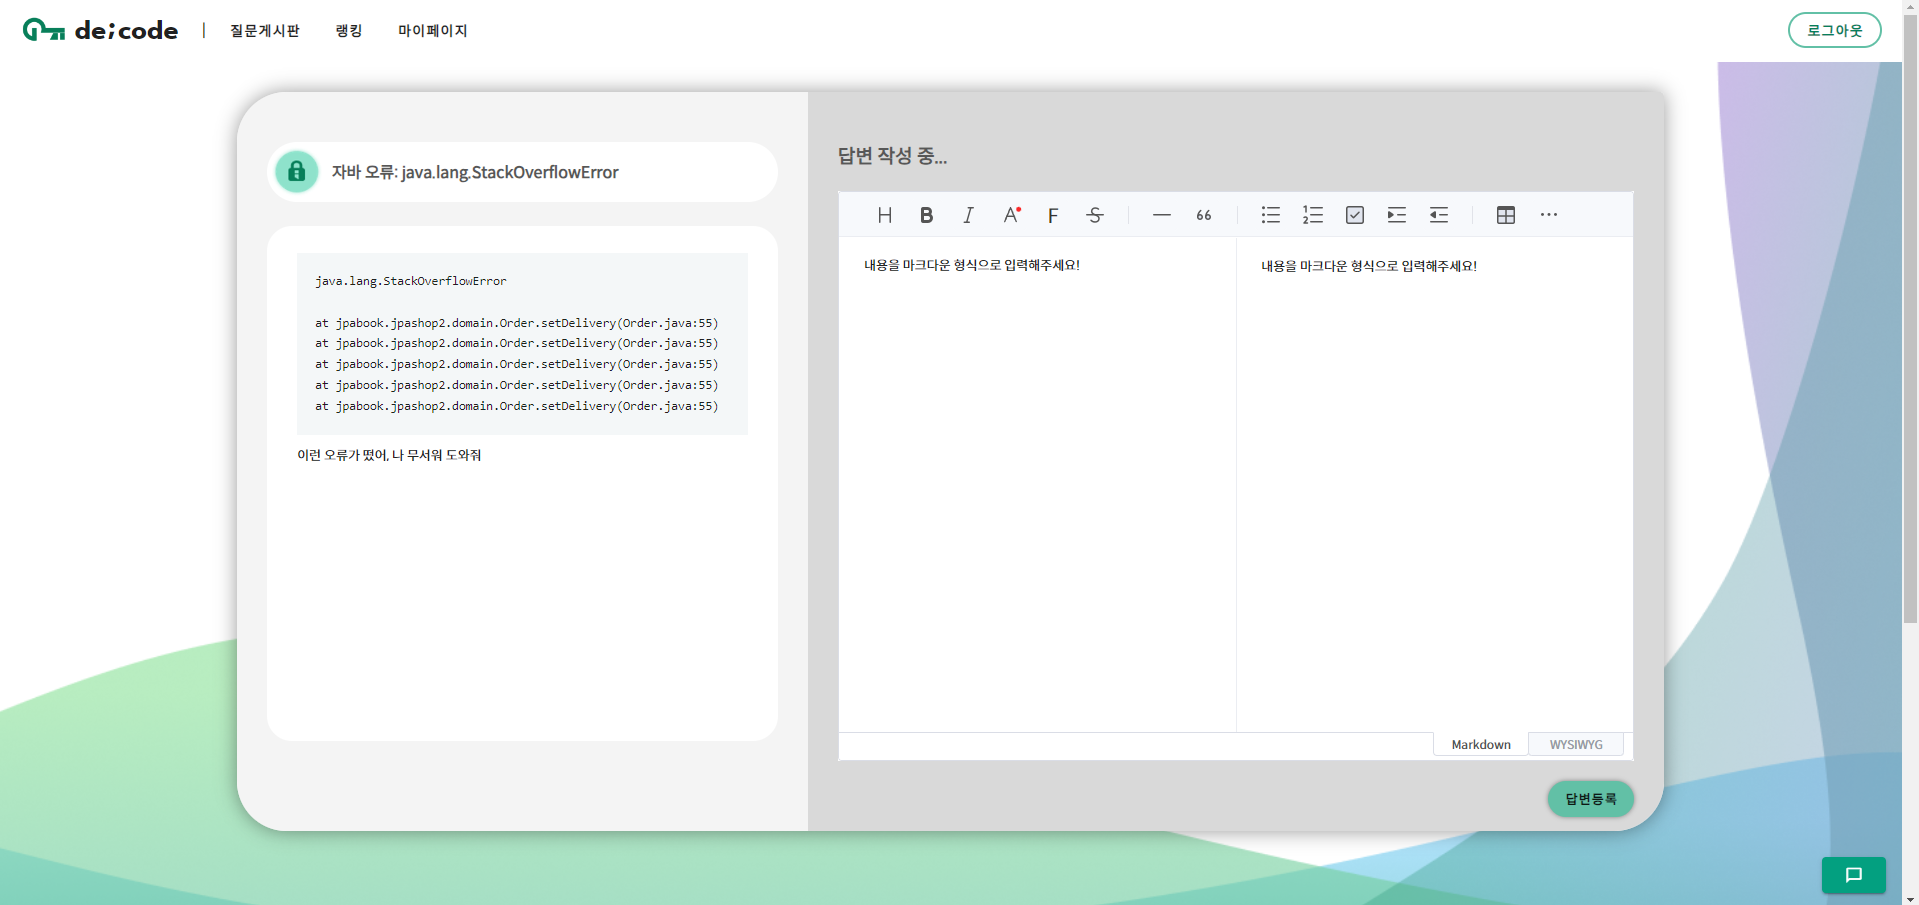 de;code | 질문게시판 랭킹 마이페이지 로그아웃
자바 오류: java.lang.StackOverflowError
java.lang.StackOverflowError
at jpabook.jpashop2.domain.Order.setDelivery(Order.java:55)
at jpabook.jpashop2.domain.Order.setDelivery(Order.java:55)
at jpabook.jpashop2.domain.Order.setDelivery(Order.java:55)
at jpabook.jpashop2.domain.Order.setDelivery(Order.java:55)
at jpabook.jpashop2.domain.Order.setDelivery(Order.java:55)
이런 오류가 떴어, 나 무서워 도와줘
답변 작성 중...
H B I A F S 66
내용을 마크다운 형식으로 입력해주세요!
내용을 마크다운 형식으로 입력해주세요!
Markdown WYSIWYG
답변등록